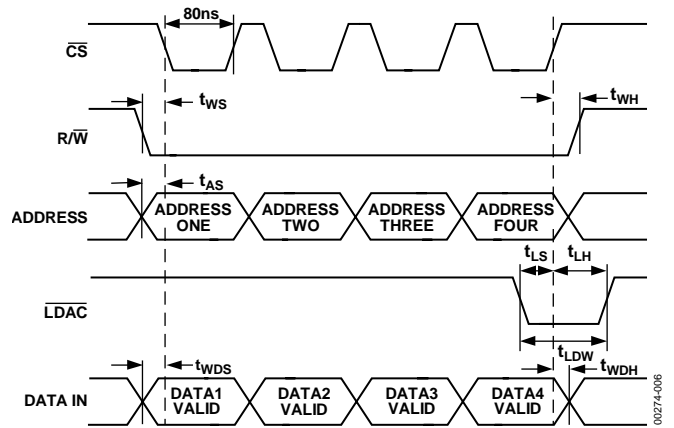 80ns
CS
tWS
tWH
R/W
tAS
ADDRESS
ADDRESS ONE
ADDRESS TWO
ADDRESS THREE
ADDRESS FOUR
tLS
tLH
LDAC
tLDW
tWDS
tWDH
DATA IN
DATA1 VALID
DATA2 VALID
DATA3 VALID
DATA4 VALID
00274-006